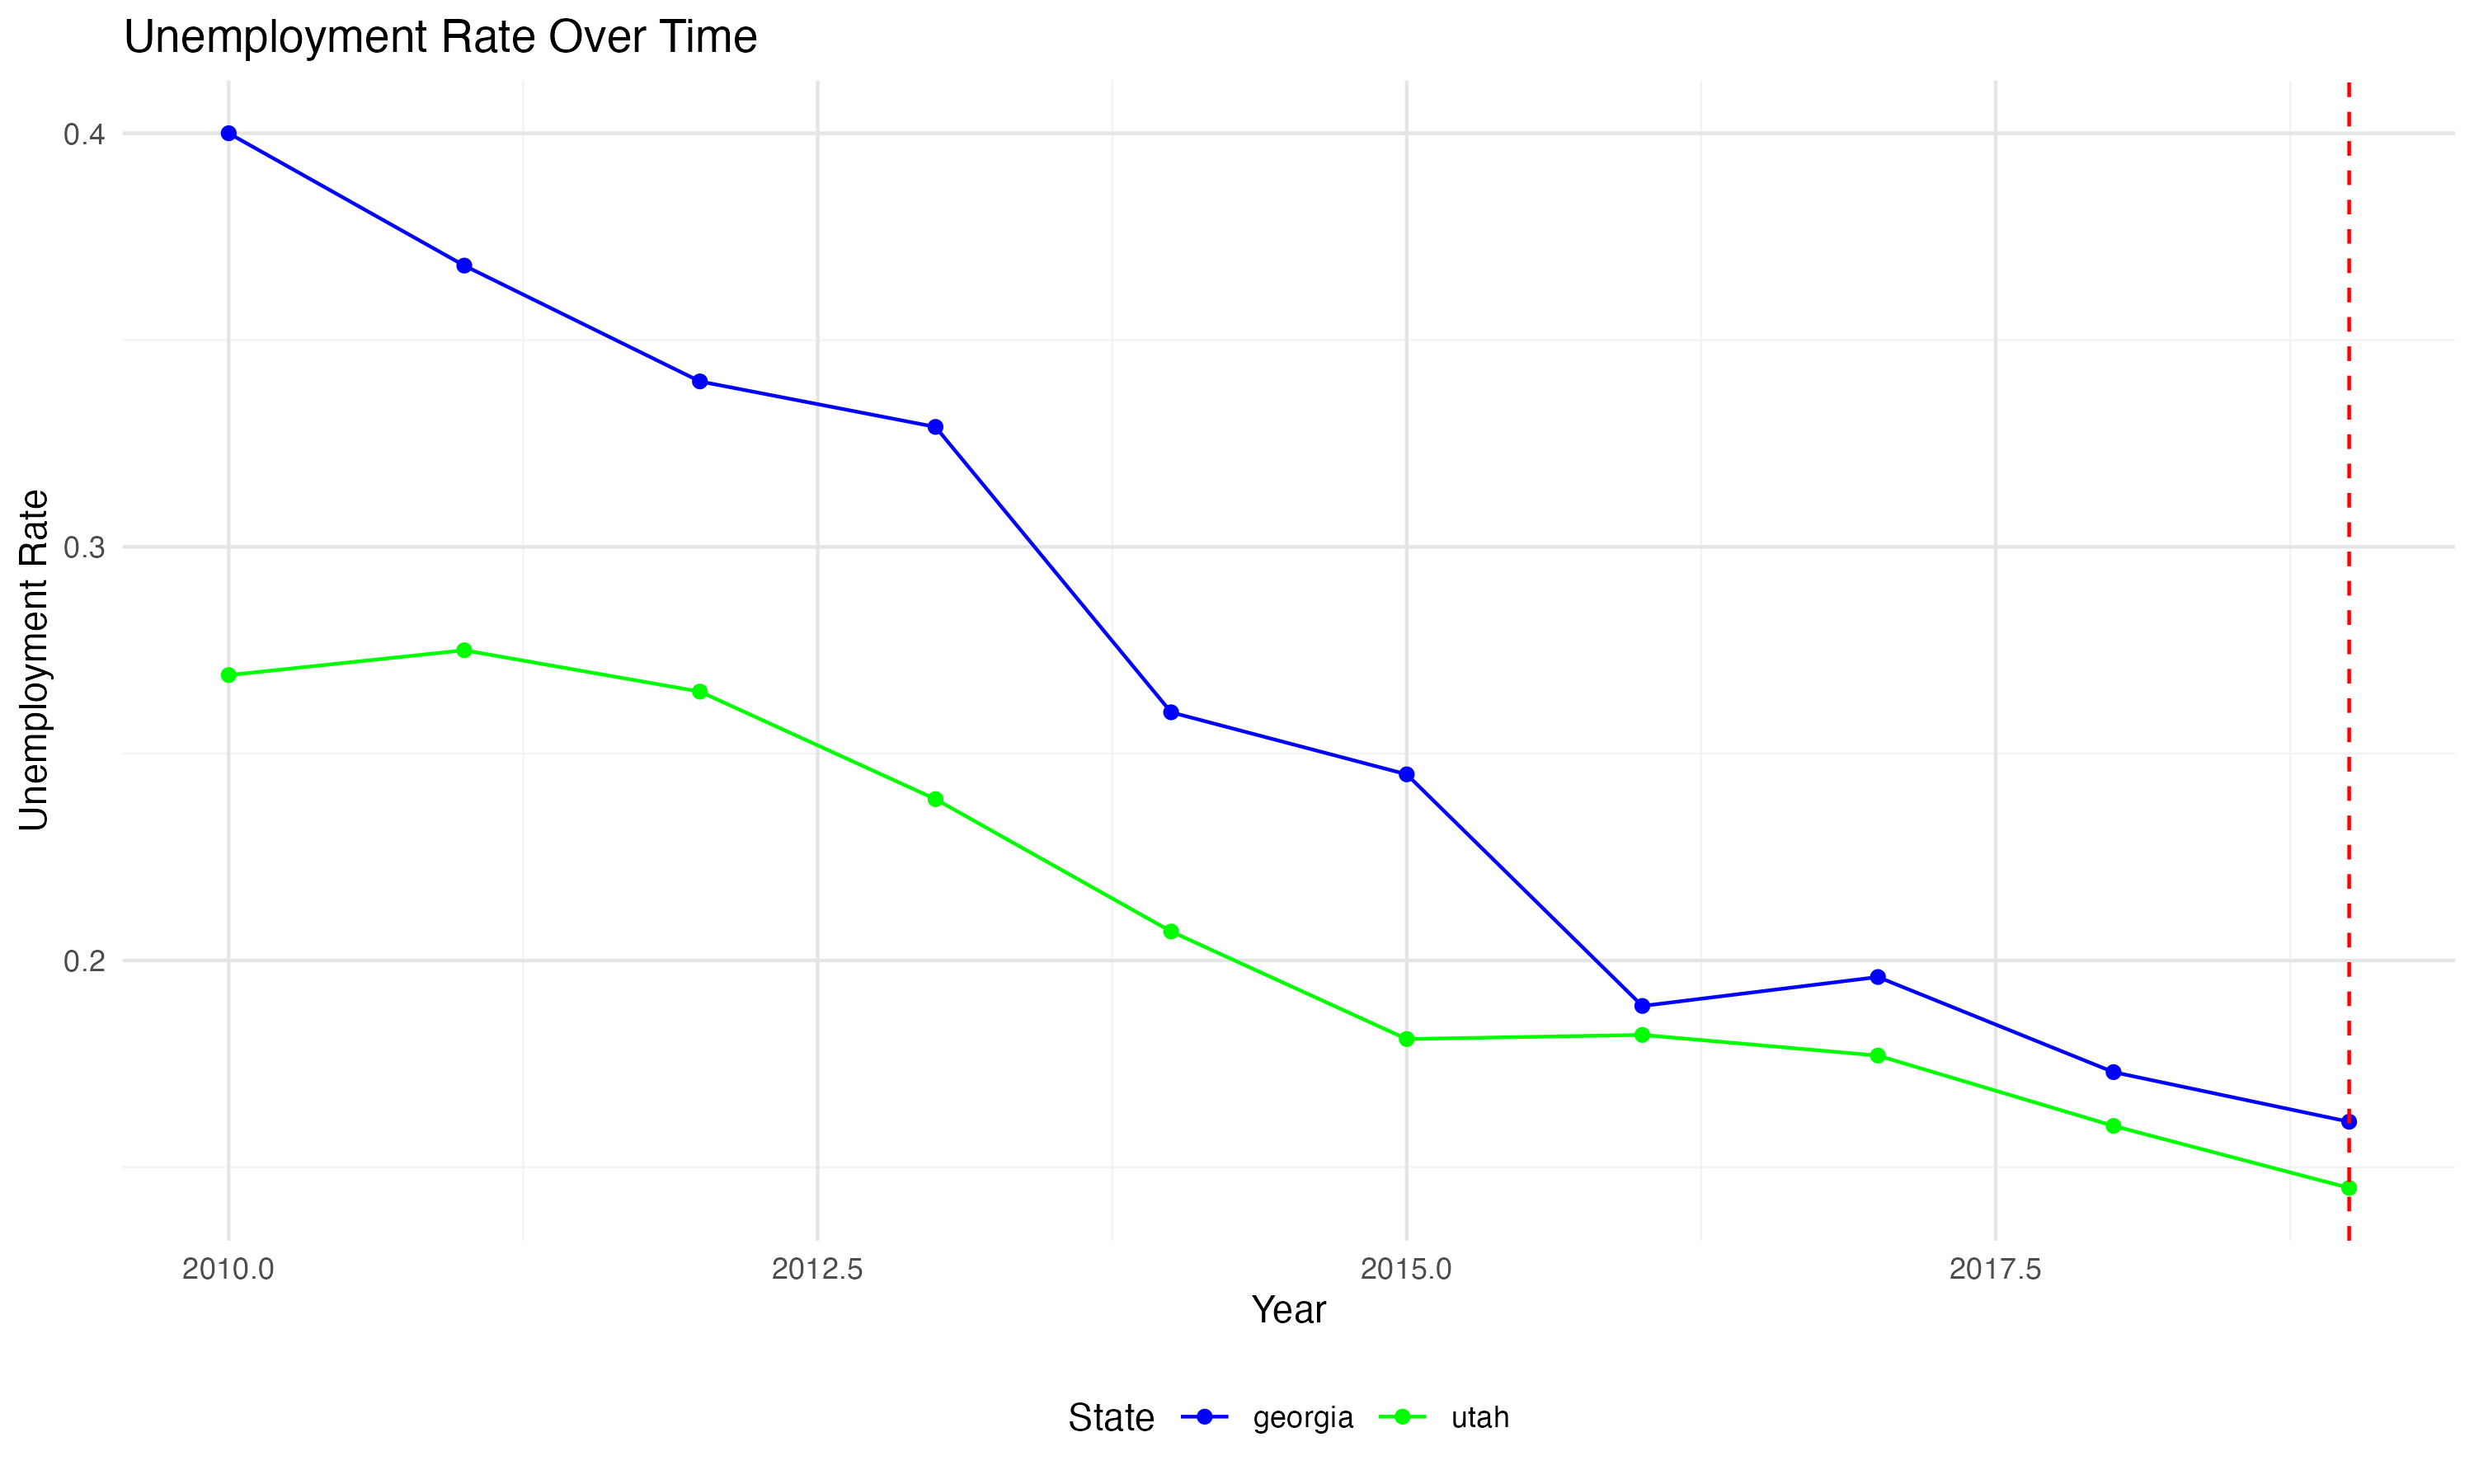 Unemployment Rate Over Time
Unemployment Rate
0.4
0.3
0.2
2010.0 2012.5 2015.0 2017.5
Year
State georgia utah